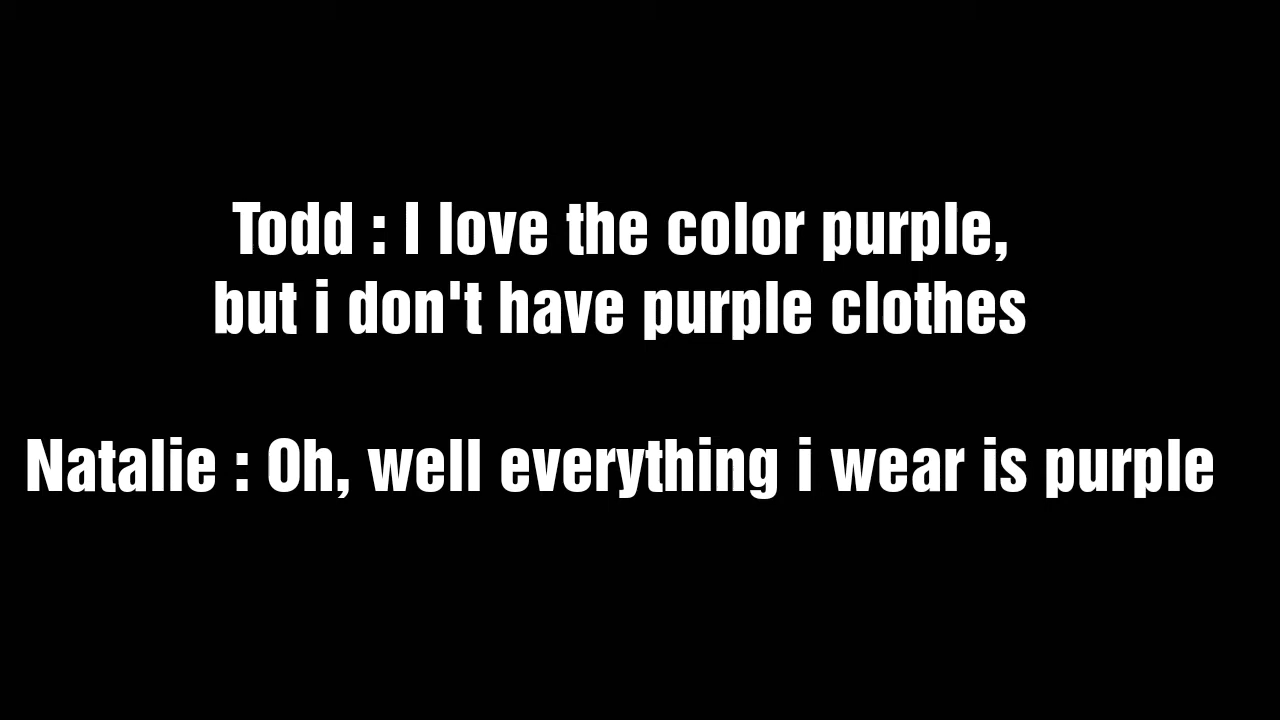 Todd : I love the color purple,
but i don't have purple clothes
Natalie : Oh, well everything i wear is purple